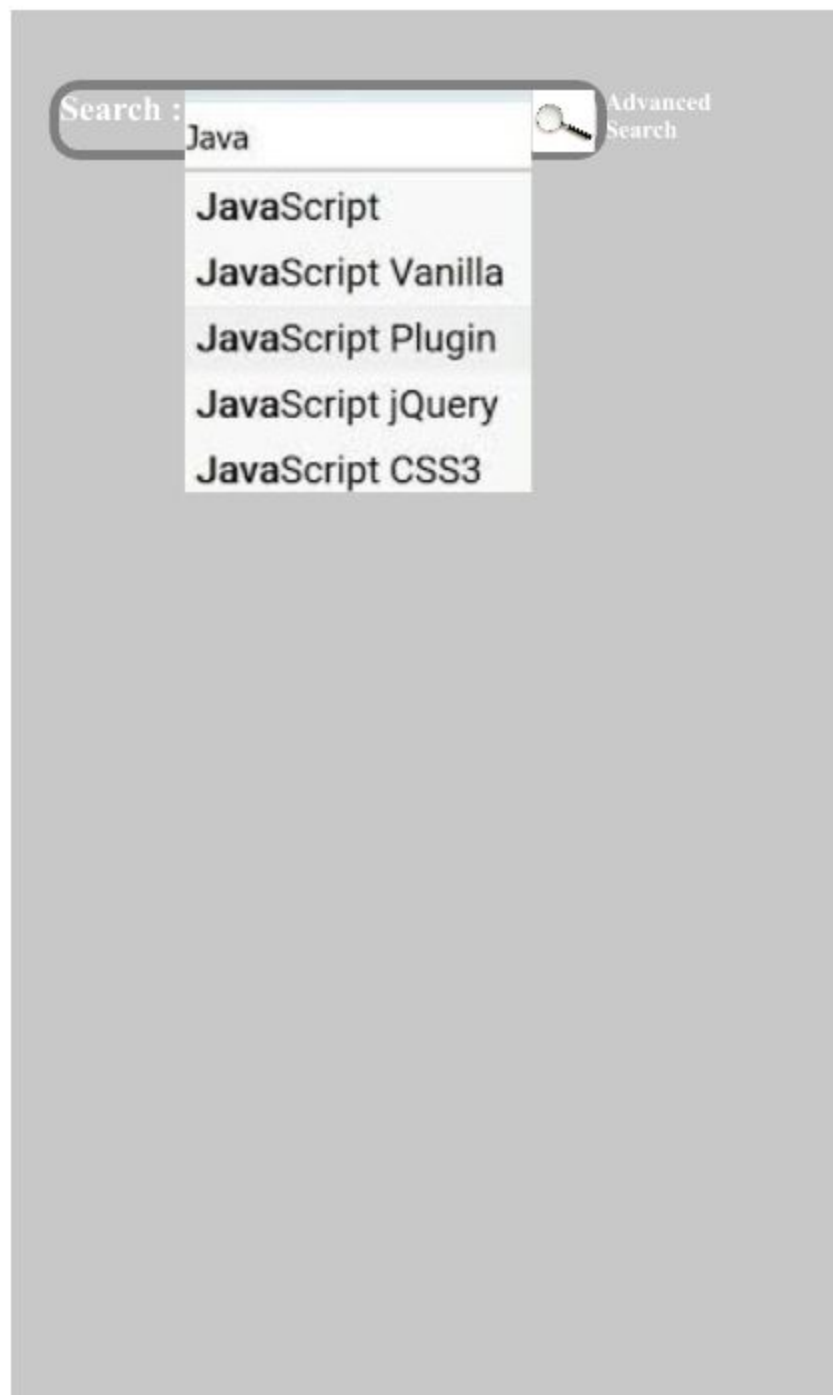 Search :
Java
Advanced
Search
JavaScript
JavaScript Vanilla
JavaScript Plugin
JavaScript jQuery
JavaScript CSS3